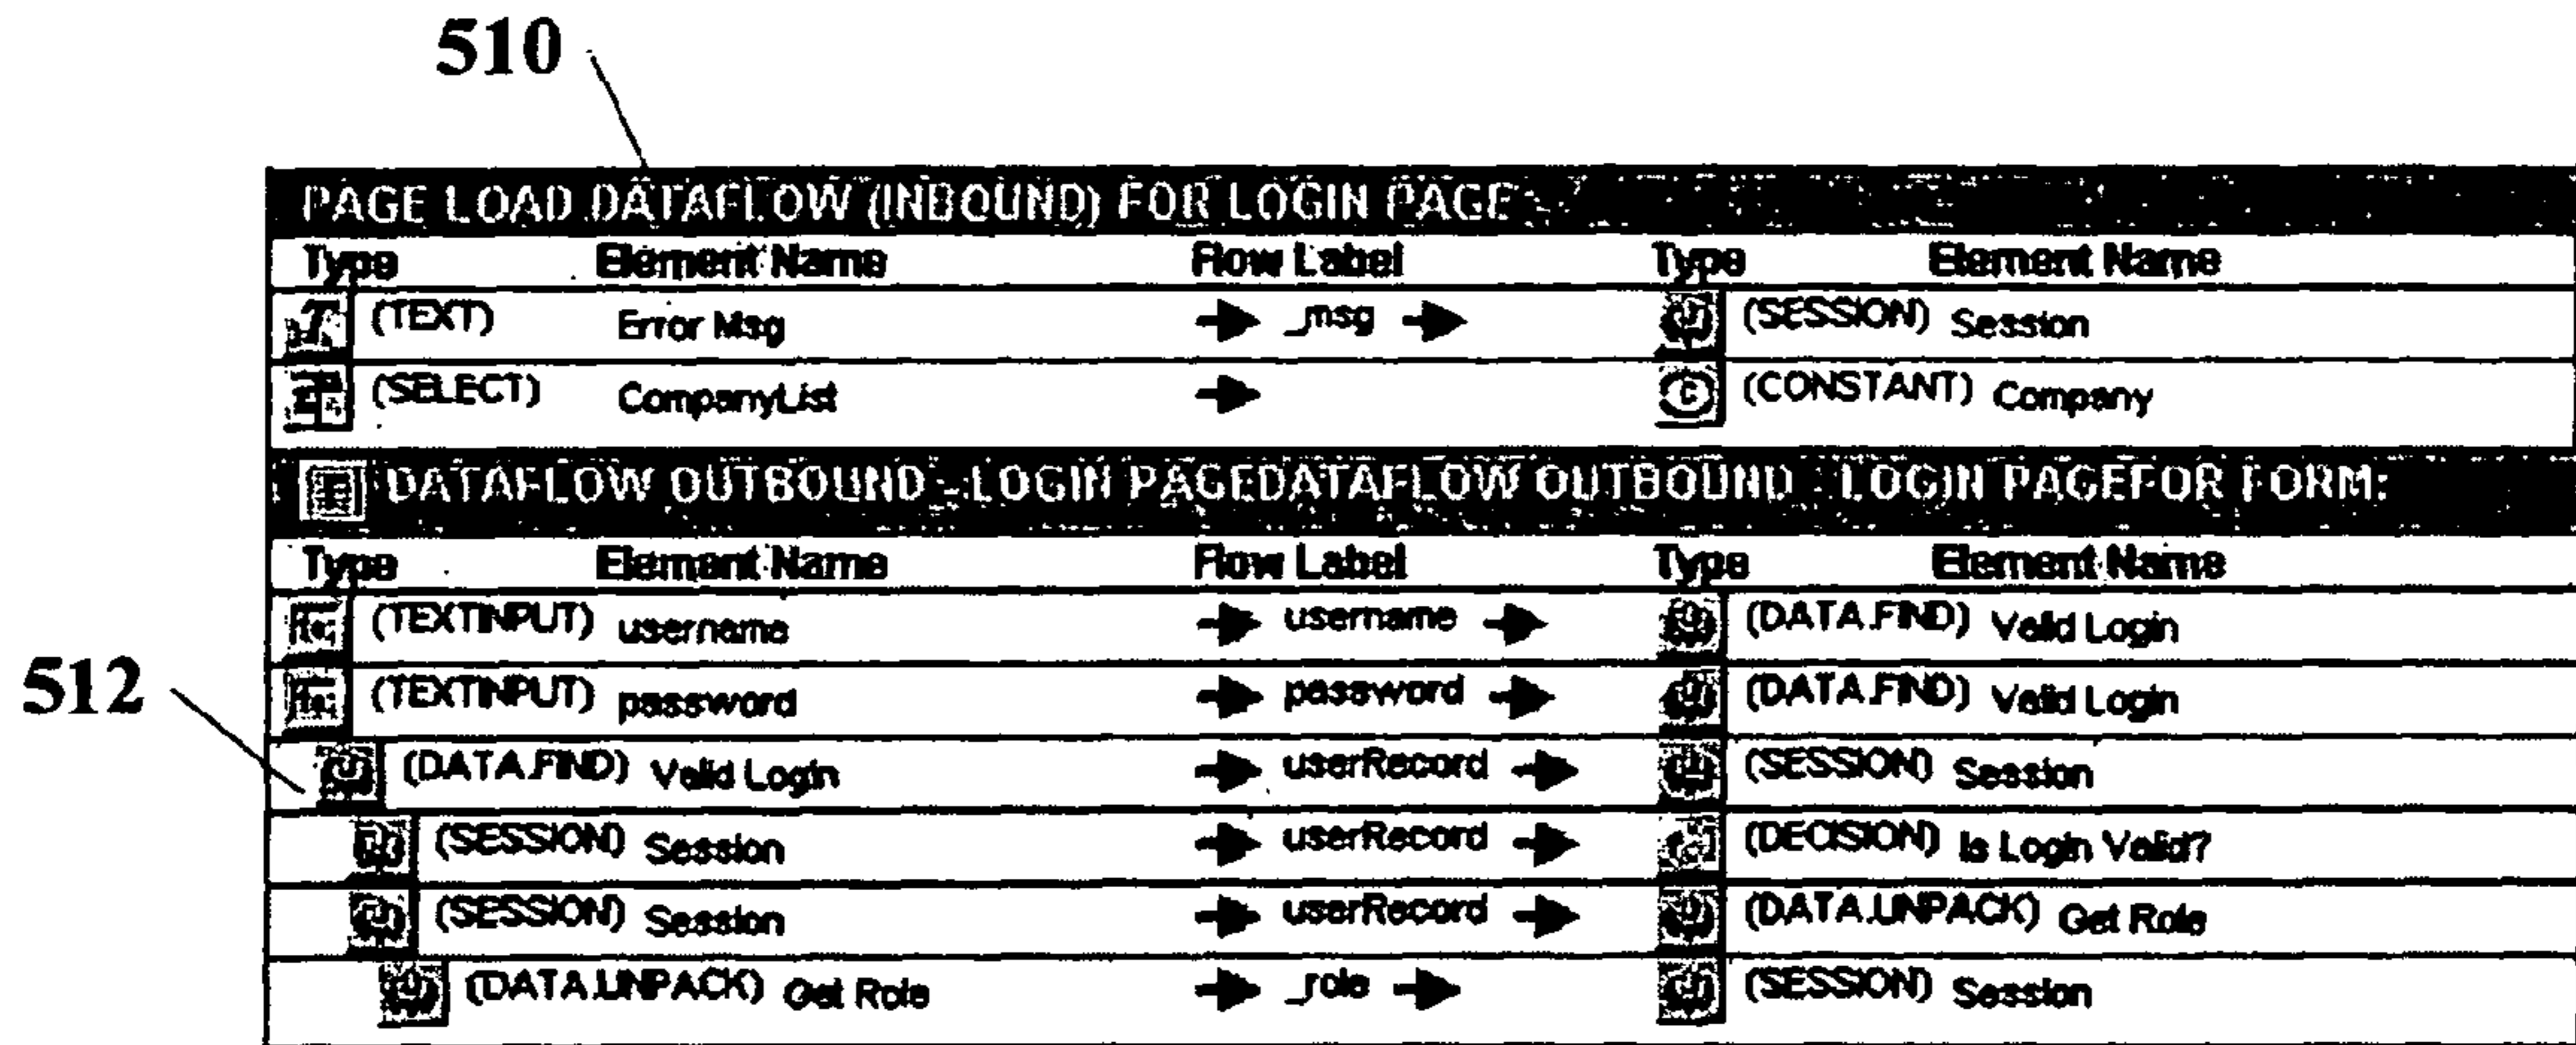 510
PAGE LOAD DATAFLOW (INBOUND) FOR LOGIN PAGE
Type Element Name Flow Label Type Element Name
(TEXT) Error Msg _msg (SESSION) Session
(SELECT) CompanyList (CONSTANT) Company
DATAFLOW OUTBOUND - LOGIN PAGEDATAFLOW OUTBOUND - LOGIN PAGEFOR FORM:
Type Element Name Flow Label Type Element Name
(TEXTINPUT) username username (DATA.FIND) Valid Login
512
(TEXTINPUT) password password (DATA.FIND) Valid Login
(DATA.FIND) Valid Login userRecord (SESSION) Session
(SESSION) Session userRecord (DECISION) Is Login Valid?
(SESSION) Session userRecord (DATA.UNPACK) Get Role
(DATA.UNPACK) Get Role _role (SESSION) Session